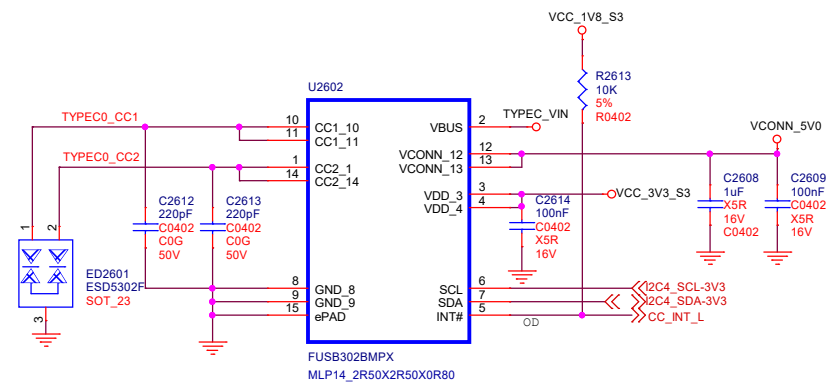 VCC_1V8_S3
R2613
10K
5%
R0402
U2602
TYPEC0_CC1
10
CC1_10
11
CC1_11
TYPEC0_CC2
1
CC2_1
14
CC2_14
VBUS
2
TYPEC_VIN
VCONN_5V0
VCONN_12
12
VCONN_13
13
VDD_3
3
VCC_3V3_S3
VDD_4
4
C2612
220pF
C0402
C0G
50V
C2613
220pF
C0402
C0G
50V
C2614
100nF
C0402
X5R
16V
C2608
1uF
X5R
16V
C0402
C2609
100nF
C0402
X5R
16V
1
2
3
ED2601
ESD5302F
SOT_23
8
GND_8
9
GND_9
15
ePAD
SCL
6
I2C4_SCL-3V3
SDA
7
I2C4_SDA-3V3
INT#
5
OD
CC_INT_L
FUSB302BMPX
MLP14_2R50X2R50X0R80